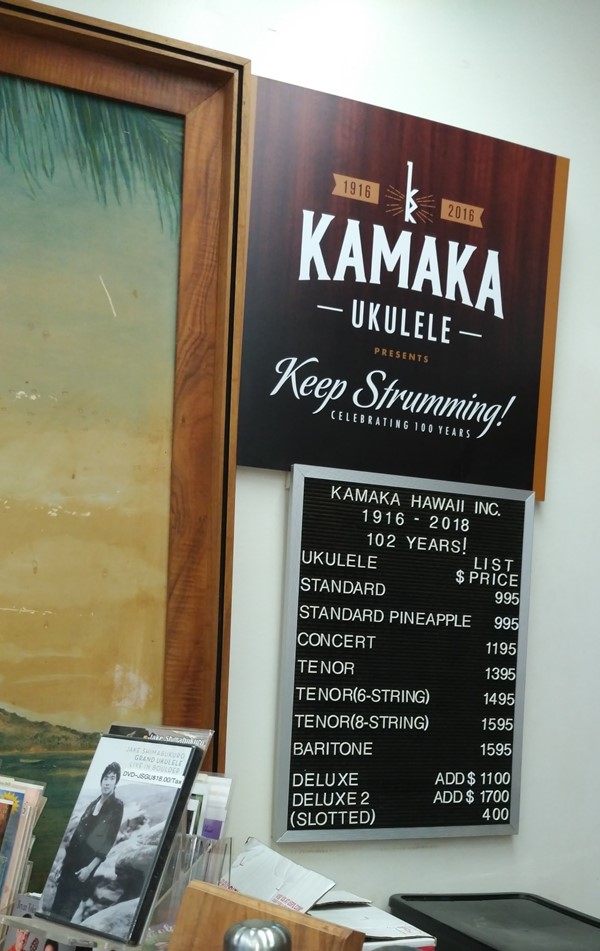 1916 2016
KAMAKA
UKULELE
PRESENTS
Keep Strumming!
CELEBRATING 100 YEARS
KAMAKA HAWAII INC.
1916 - 2018
102 YEARS!
UKULELE LIST
$ PRICE
STANDARD 995
STANDARD PINEAPPLE 995
CONCERT 1195
TENOR 1395
TENOR(6-STRING) 1495
TENOR(8-STRING) 1595
BARITONE 1595
DELUXE ADD $ 1100
DELUXE 2 ADD $ 1700
(SLOTTED) 400
JAKE SHIMABUKURO
GRAND UKULELE
LIVE IN BOULDER